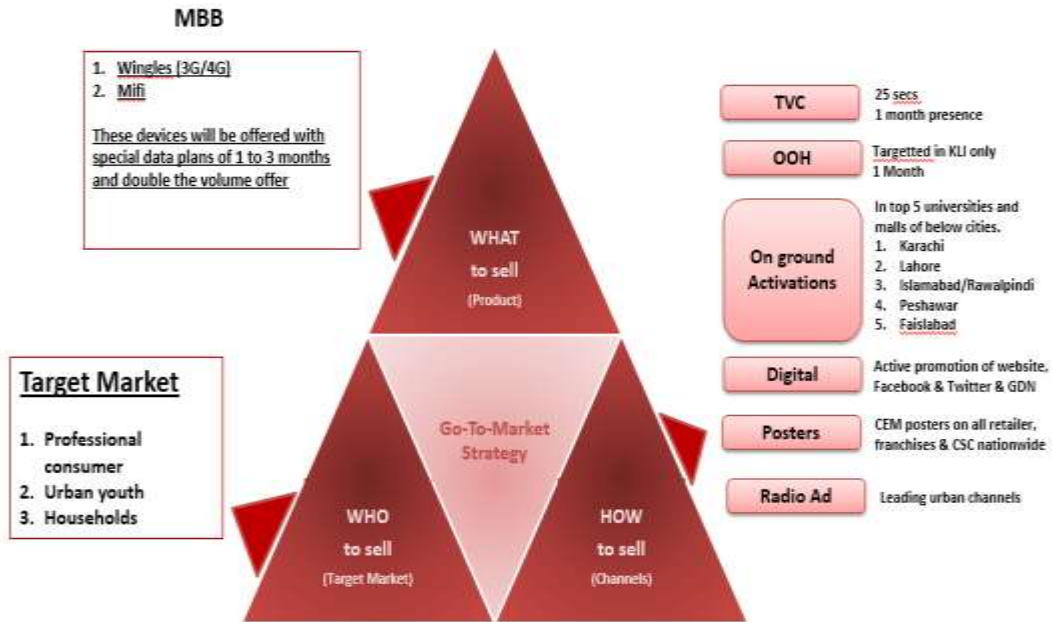 MBB
1. Wingles (3G/4G)
2. Mifi
These devices will be offered with
special data plans of 1 to 3 months
and double the volume offer
WHAT
to sell
(Product)
Target Market
1. Professional
consumer
2. Urban youth
3. Households
Go-To-Market
Strategy
WHO
to sell
(Target Market)
HOW
to sell
(Channels)
TVC
25 secs
1 month presence
OOH
Targetted in KLI only
1 Month
On ground
Activations
In top 5 universities and
malls of below cities.
1. Karachi
2. Lahore
3. Islamabad/Rawalpindi
4. Peshawar
5. Faislabad
Digital
Active promotion of website,
Facebook & Twitter & GDN
Posters
CEM posters on all retailer,
franchises & CSC nationwide
Radio Ad
Leading urban channels